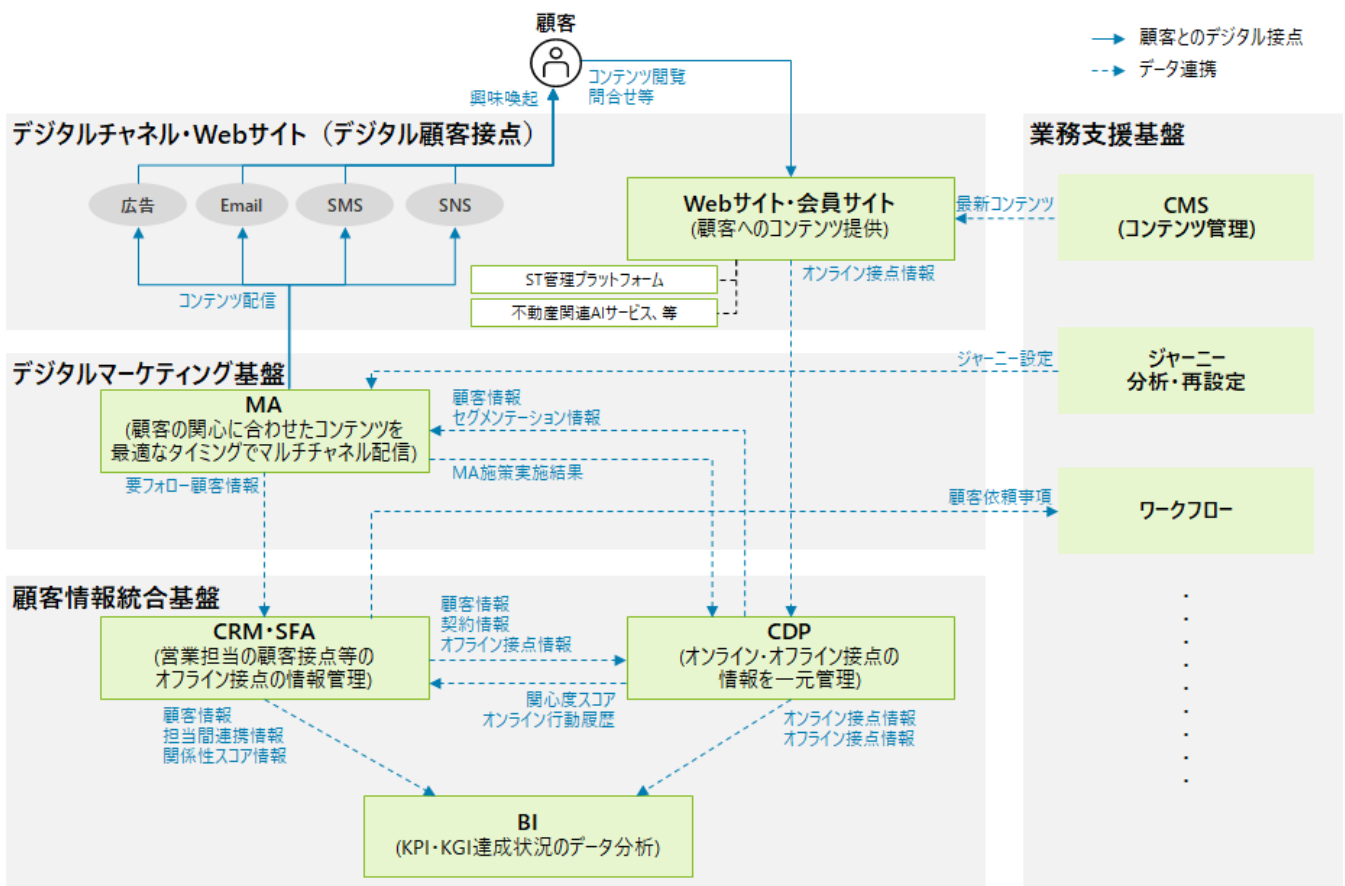 顧客
顧客とのデジタル接点
データ連携
コンテンツ閲覧
問合せ等
興味喚起
デジタルチャネル・Webサイト（デジタル顧客接点）
業務支援基盤
広告
Email
SMS
SNS
Webサイト・会員サイト
(顧客へのコンテンツ提供)
最新コンテンツ
CMS
(コンテンツ管理)
ST管理プラットフォーム
オンライン接点情報
不動産関連AIサービス、等
コンテンツ配信
デジタルマーケティング基盤
ジャーニー設定
ジャーニー
分析・再設定
MA
(顧客の関心に合わせたコンテンツを
最適なタイミングでマルチチャネル配信)
顧客情報
セグメンテーション情報
MA施策実施結果
要フォロー顧客情報
顧客依頼事項
ワークフロー
顧客情報統合基盤
CRM・SFA
(営業担当の顧客接点等の
オフライン接点の情報管理)
顧客情報
契約情報
オフライン接点情報
CDP
(オンライン・オフライン接点の
情報を一元管理)
関心度スコア
オンライン行動履歴
顧客情報
担当間連携情報
関係性スコア情報
オンライン接点情報
オフライン接点情報
BI
(KPI・KGI達成状況のデータ分析)